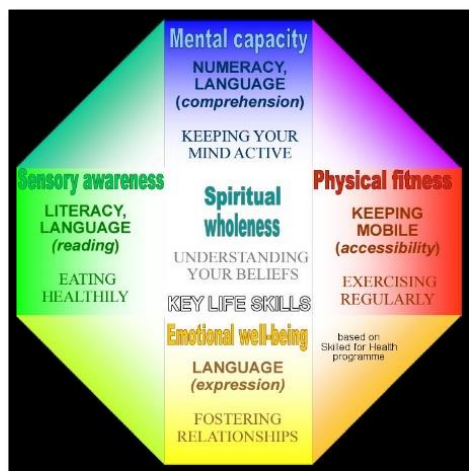 Mental capacity
NUMERACY,
LANGUAGE
(comprehension)
KEEPING YOUR
MIND ACTIVE
Sensory awareness
LITERACY,
LANGUAGE
(reading)
EATING
HEALTHILY
Spiritual
wholeness
UNDERSTANDING
YOUR BELIEFS
KEY LIFE SKILLS
Physical fitness
KEEPING
MOBILE
(accessibility)
EXERCISING
REGULARLY
Emotional well-being
LANGUAGE
(expression)
FOSTERING
RELATIONSHIPS
based on
Skilled for Health
programme